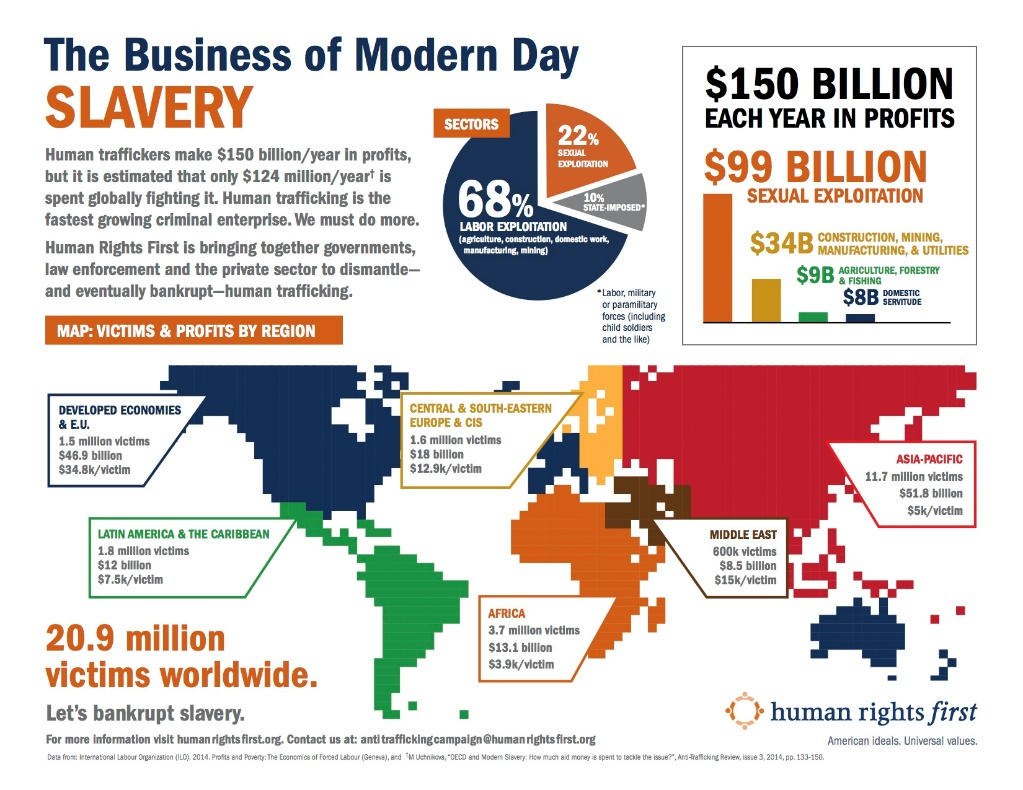 The Business of Modern Day
SLAVERY
Human traffickers make $150 billion/year in profits,
but it is estimated that only $124 million/year† is
spent globally fighting it. Human trafficking is the
fastest growing criminal enterprise. We must do more.
Human Rights First is bringing together governments,
law enforcement and the private sector to dismantle—
and eventually bankrupt—human trafficking.
SECTORS
22%
SEXUAL
EXPLOITATION
10%
STATE-IMPOSED*
68%
LABOR EXPLOITATION
(agriculture, construction, domestic work,
manufacturing, mining)
*Labor, military
or paramilitary
forces (including
child soldiers
and the like)
$150 BILLION
EACH YEAR IN PROFITS
$99 BILLION
SEXUAL EXPLOITATION
$34B CONSTRUCTION, MINING,
MANUFACTURING, & UTILITIES
$9B AGRICULTURE, FORESTRY
& FISHING
$8B DOMESTIC
SERVITUDE
MAP: VICTIMS & PROFITS BY REGION
DEVELOPED ECONOMIES
& E.U.
1.5 million victims
$46.9 billion
$34.8k/victim
CENTRAL & SOUTH-EASTERN
EUROPE & CIS
1.6 million victims
$18 billion
$12.9k/victim
ASIA-PACIFIC
11.7 million victims
$51.8 billion
$5k/victim
LATIN AMERICA & THE CARIBBEAN
1.8 million victims
$12 billion
$7.5k/victim
MIDDLE EAST
600k victims
$8.5 billion
$15k/victim
AFRICA
3.7 million victims
$13.1 billion
$3.9k/victim
20.9 million
victims worldwide.
Let's bankrupt slavery.
For more information visit humanrightsfirst.org. Contact us at: antitraffickingcampaign@humanrightsfirst.org
human rights first
American ideals. Universal values.
Data from: International Labour Organization (ILO). 2014. Profits and Poverty: The Economics of Forced Labour (Geneva), and †M Uchnikova, "OECD and Modern Slavery: How much aid money is spent to tackle the issue?", Anti-Trafficking Review, issue 3, 2014, pp. 133-150.